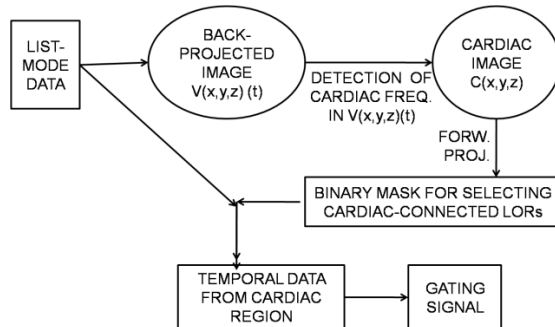 LIST-
MODE
DATA
BACK-
PROJECTED
IMAGE
V(x,y,z) (t)
DETECTION OF
CARDIAC FREQ.
IN V(x,y,z)(t)
CARDIAC
IMAGE
C(x,y,z)
FORW.
PROJ.
BINARY MASK FOR SELECTING
CARDIAC-CONNECTED LORs
TEMPORAL DATA
FROM CARDIAC
REGION
GATING
SIGNAL